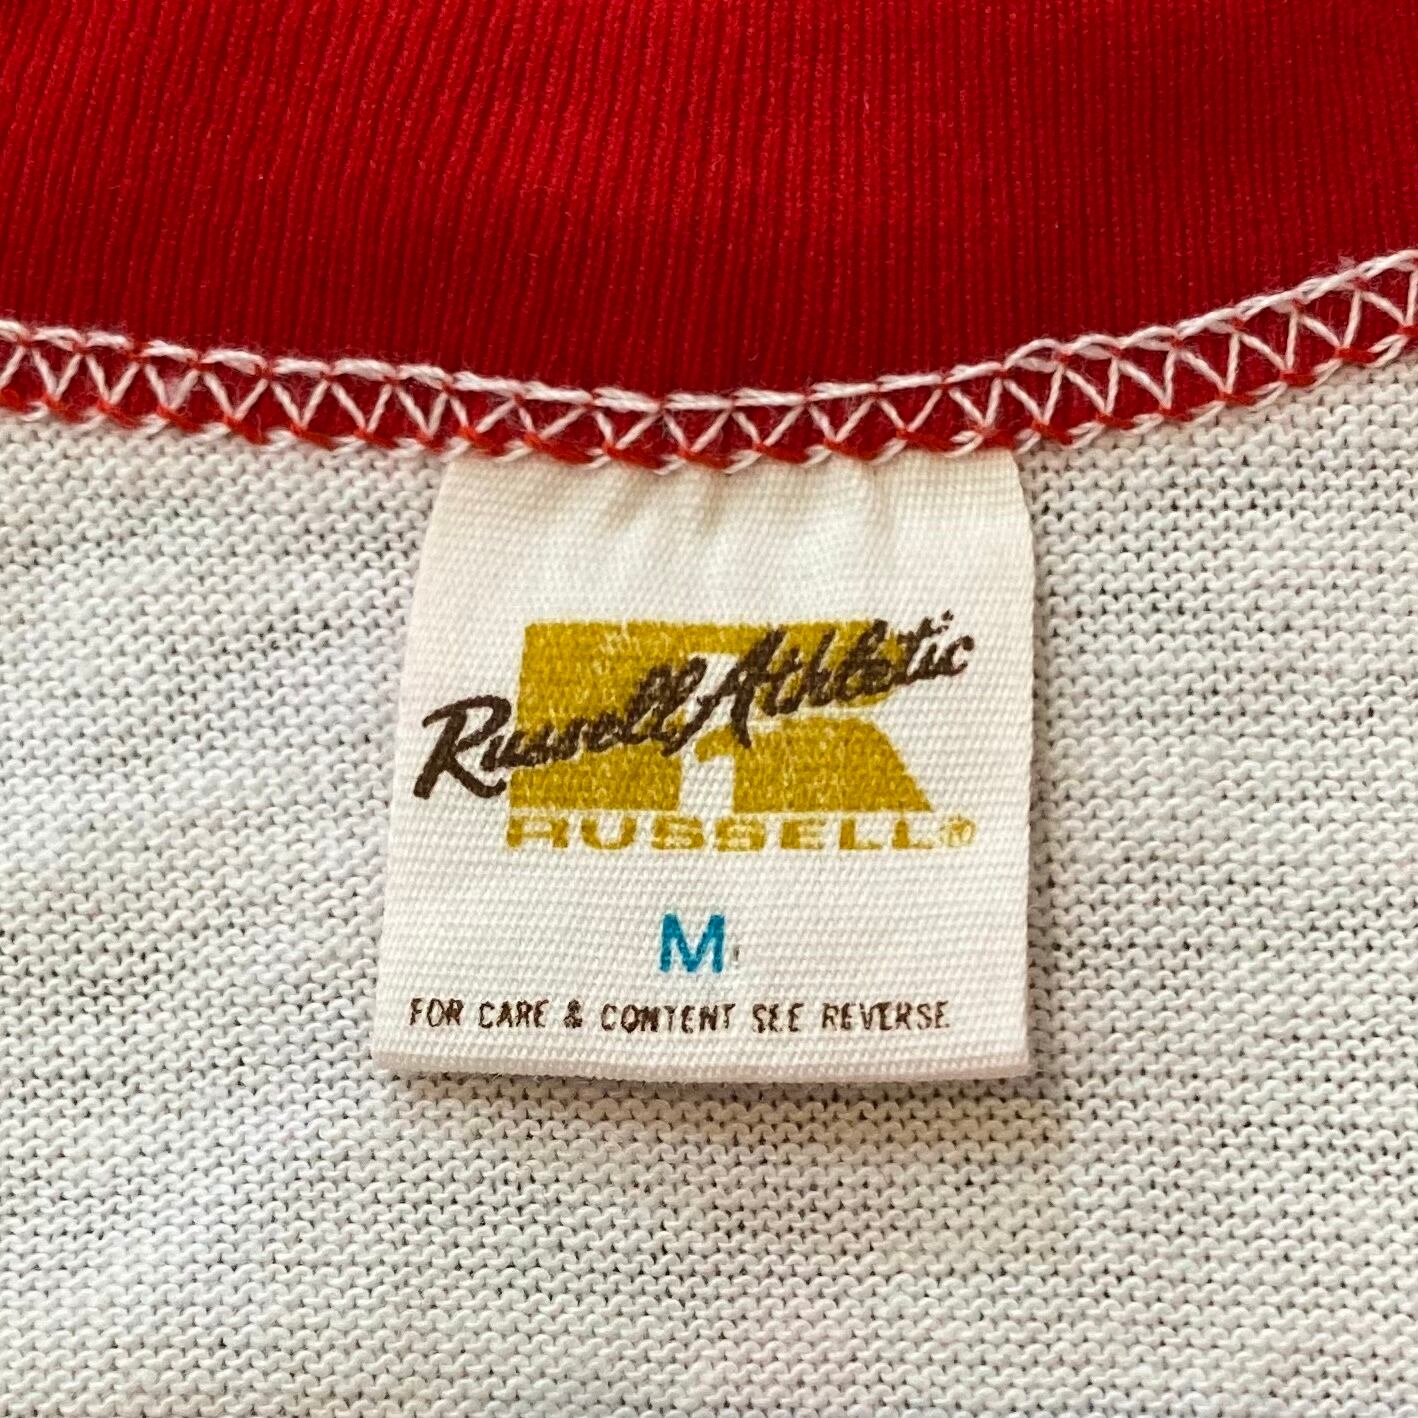 Russell Athletic
RUSSELL®
M
FOR CARE & CONTENT SEE REVERSE